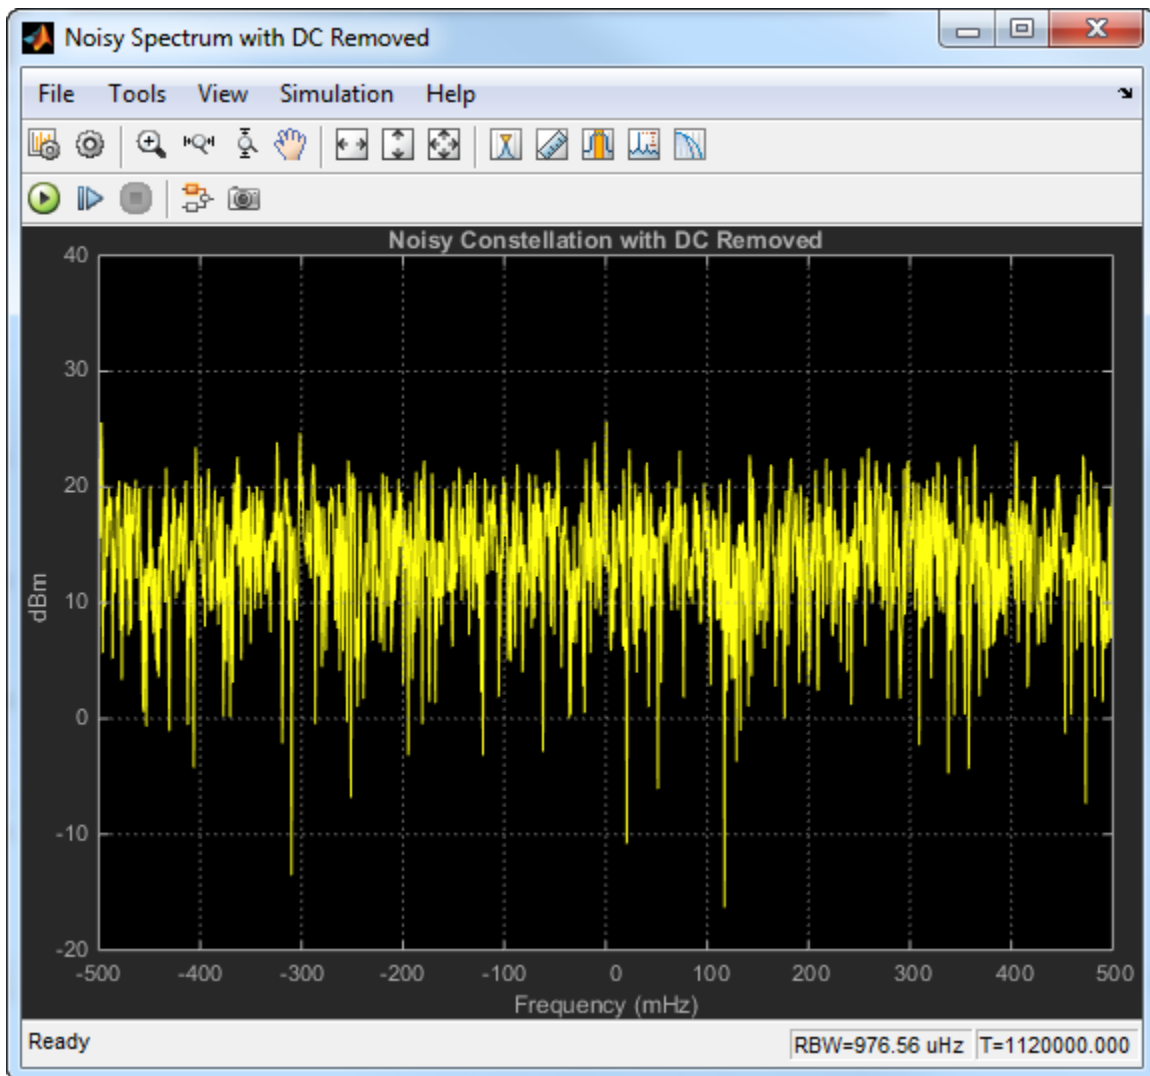 Noisy Spectrum with DC Removed
File Tools View Simulation Help
Noisy Constellation with DC Removed
40
30
20
10
0
-10
-20
dBm
-500 -400 -300 -200 -100 0 100 200 300 400 500
Frequency (mHz)
Ready RBW=976.56 uHz T=1120000.000